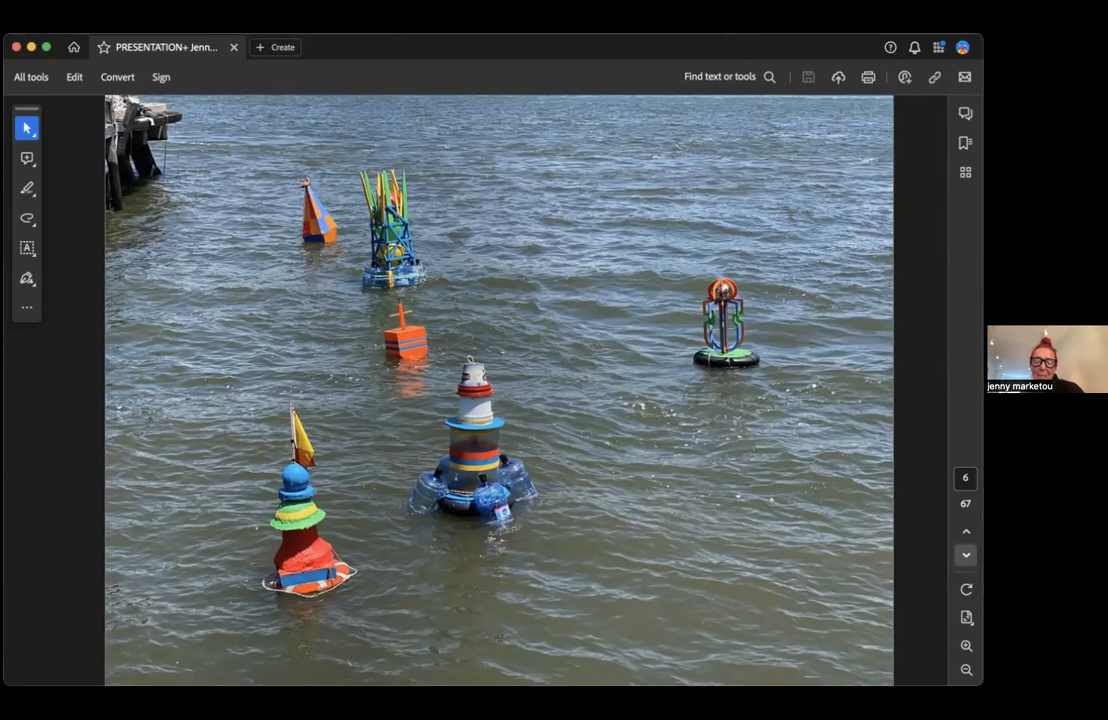 PRESENTATION+ Jenn...
Create
All tools
Edit
Convert
Sign
Find text or tools
6
67
jenny marketou